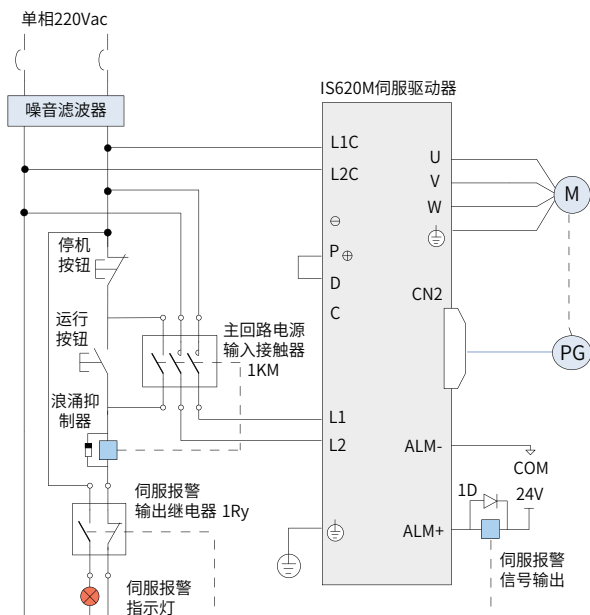 单相220Vac
IS620M伺服驱动器
噪音滤波器
L1C
L2C
U
V
W
M
⊖
P⊕
D
C
停机
按钮
CN2
运行
按钮
主回路电源
输入接触器
1KM
PG
浪涌抑
制器
L1
L2
ALM-
COM
伺服报警
输出继电器 1Ry
1D
24V
ALM+
伺服报警
信号输出
伺服报警
指示灯